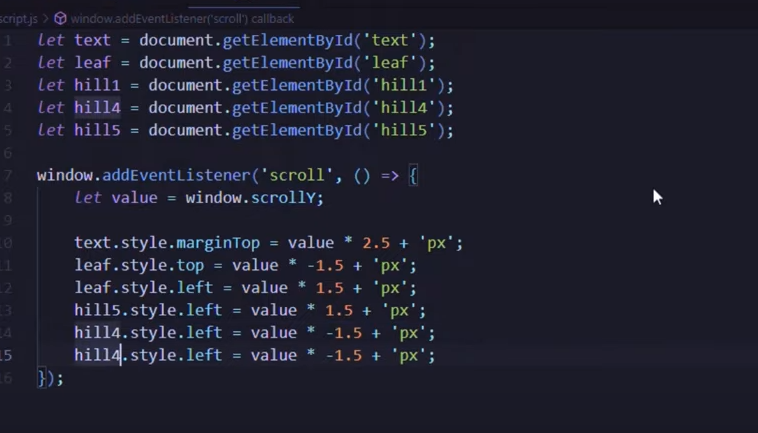 script.js > window.addEventListener('scroll') callback
1 let text = document.getElementById('text');
2 let leaf = document.getElementById('leaf');
3 let hill1 = document.getElementById('hill1');
4 let hill4 = document.getElementById('hill4');
5 let hill5 = document.getElementById('hill5');
6
7 window.addEventListener('scroll', () => {
8 let value = window.scrollY;
9
10 text.style.marginTop = value * 2.5 + 'px';
11 leaf.style.top = value * -1.5 + 'px';
12 leaf.style.left = value * 1.5 + 'px';
13 hill5.style.left = value * 1.5 + 'px';
14 hill4.style.left = value * -1.5 + 'px';
15 hill4.style.left = value * -1.5 + 'px';
16 });